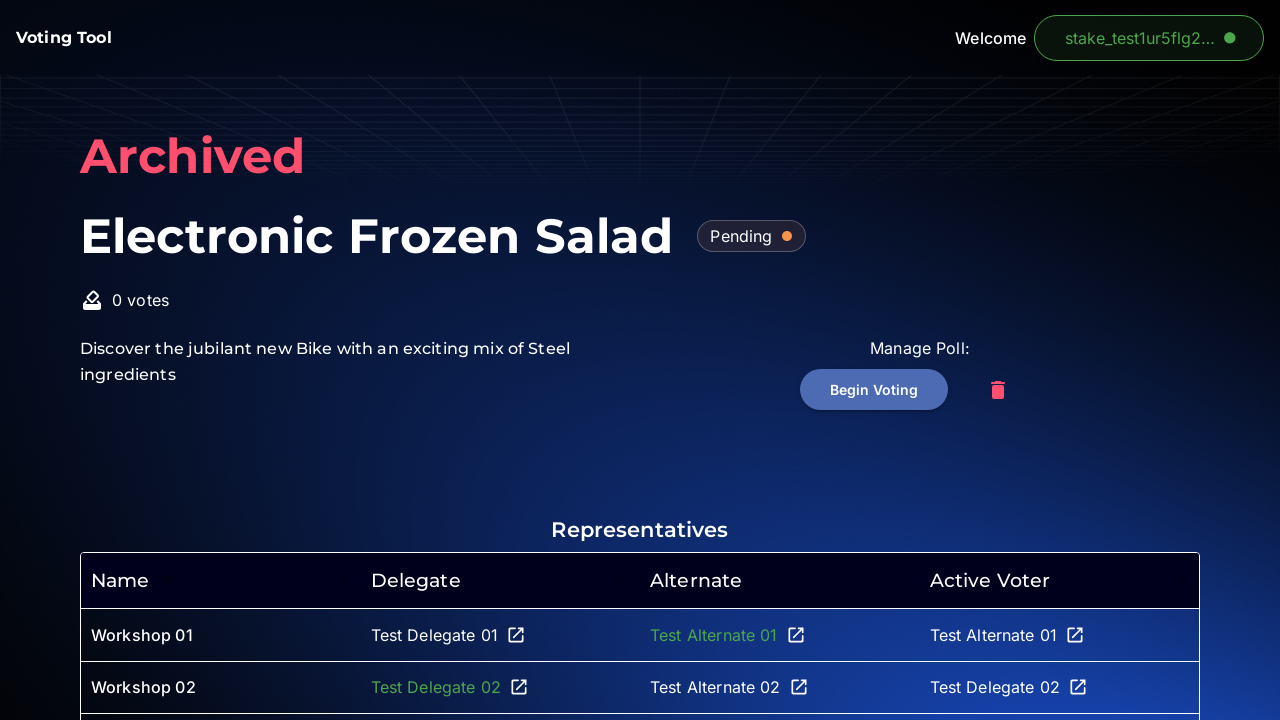 Voting Tool
Welcome
stake_test1ur5flg2...
Archived
Electronic Frozen Salad
Pending
0 votes
Discover the jubilant new Bike with an exciting mix of Steel
ingredients
Manage Poll:
Begin Voting
Representatives
Name Delegate Alternate Active Voter
Workshop 01 Test Delegate 01 Test Alternate 01 Test Alternate 01
Workshop 02 Test Delegate 02 Test Alternate 02 Test Delegate 02